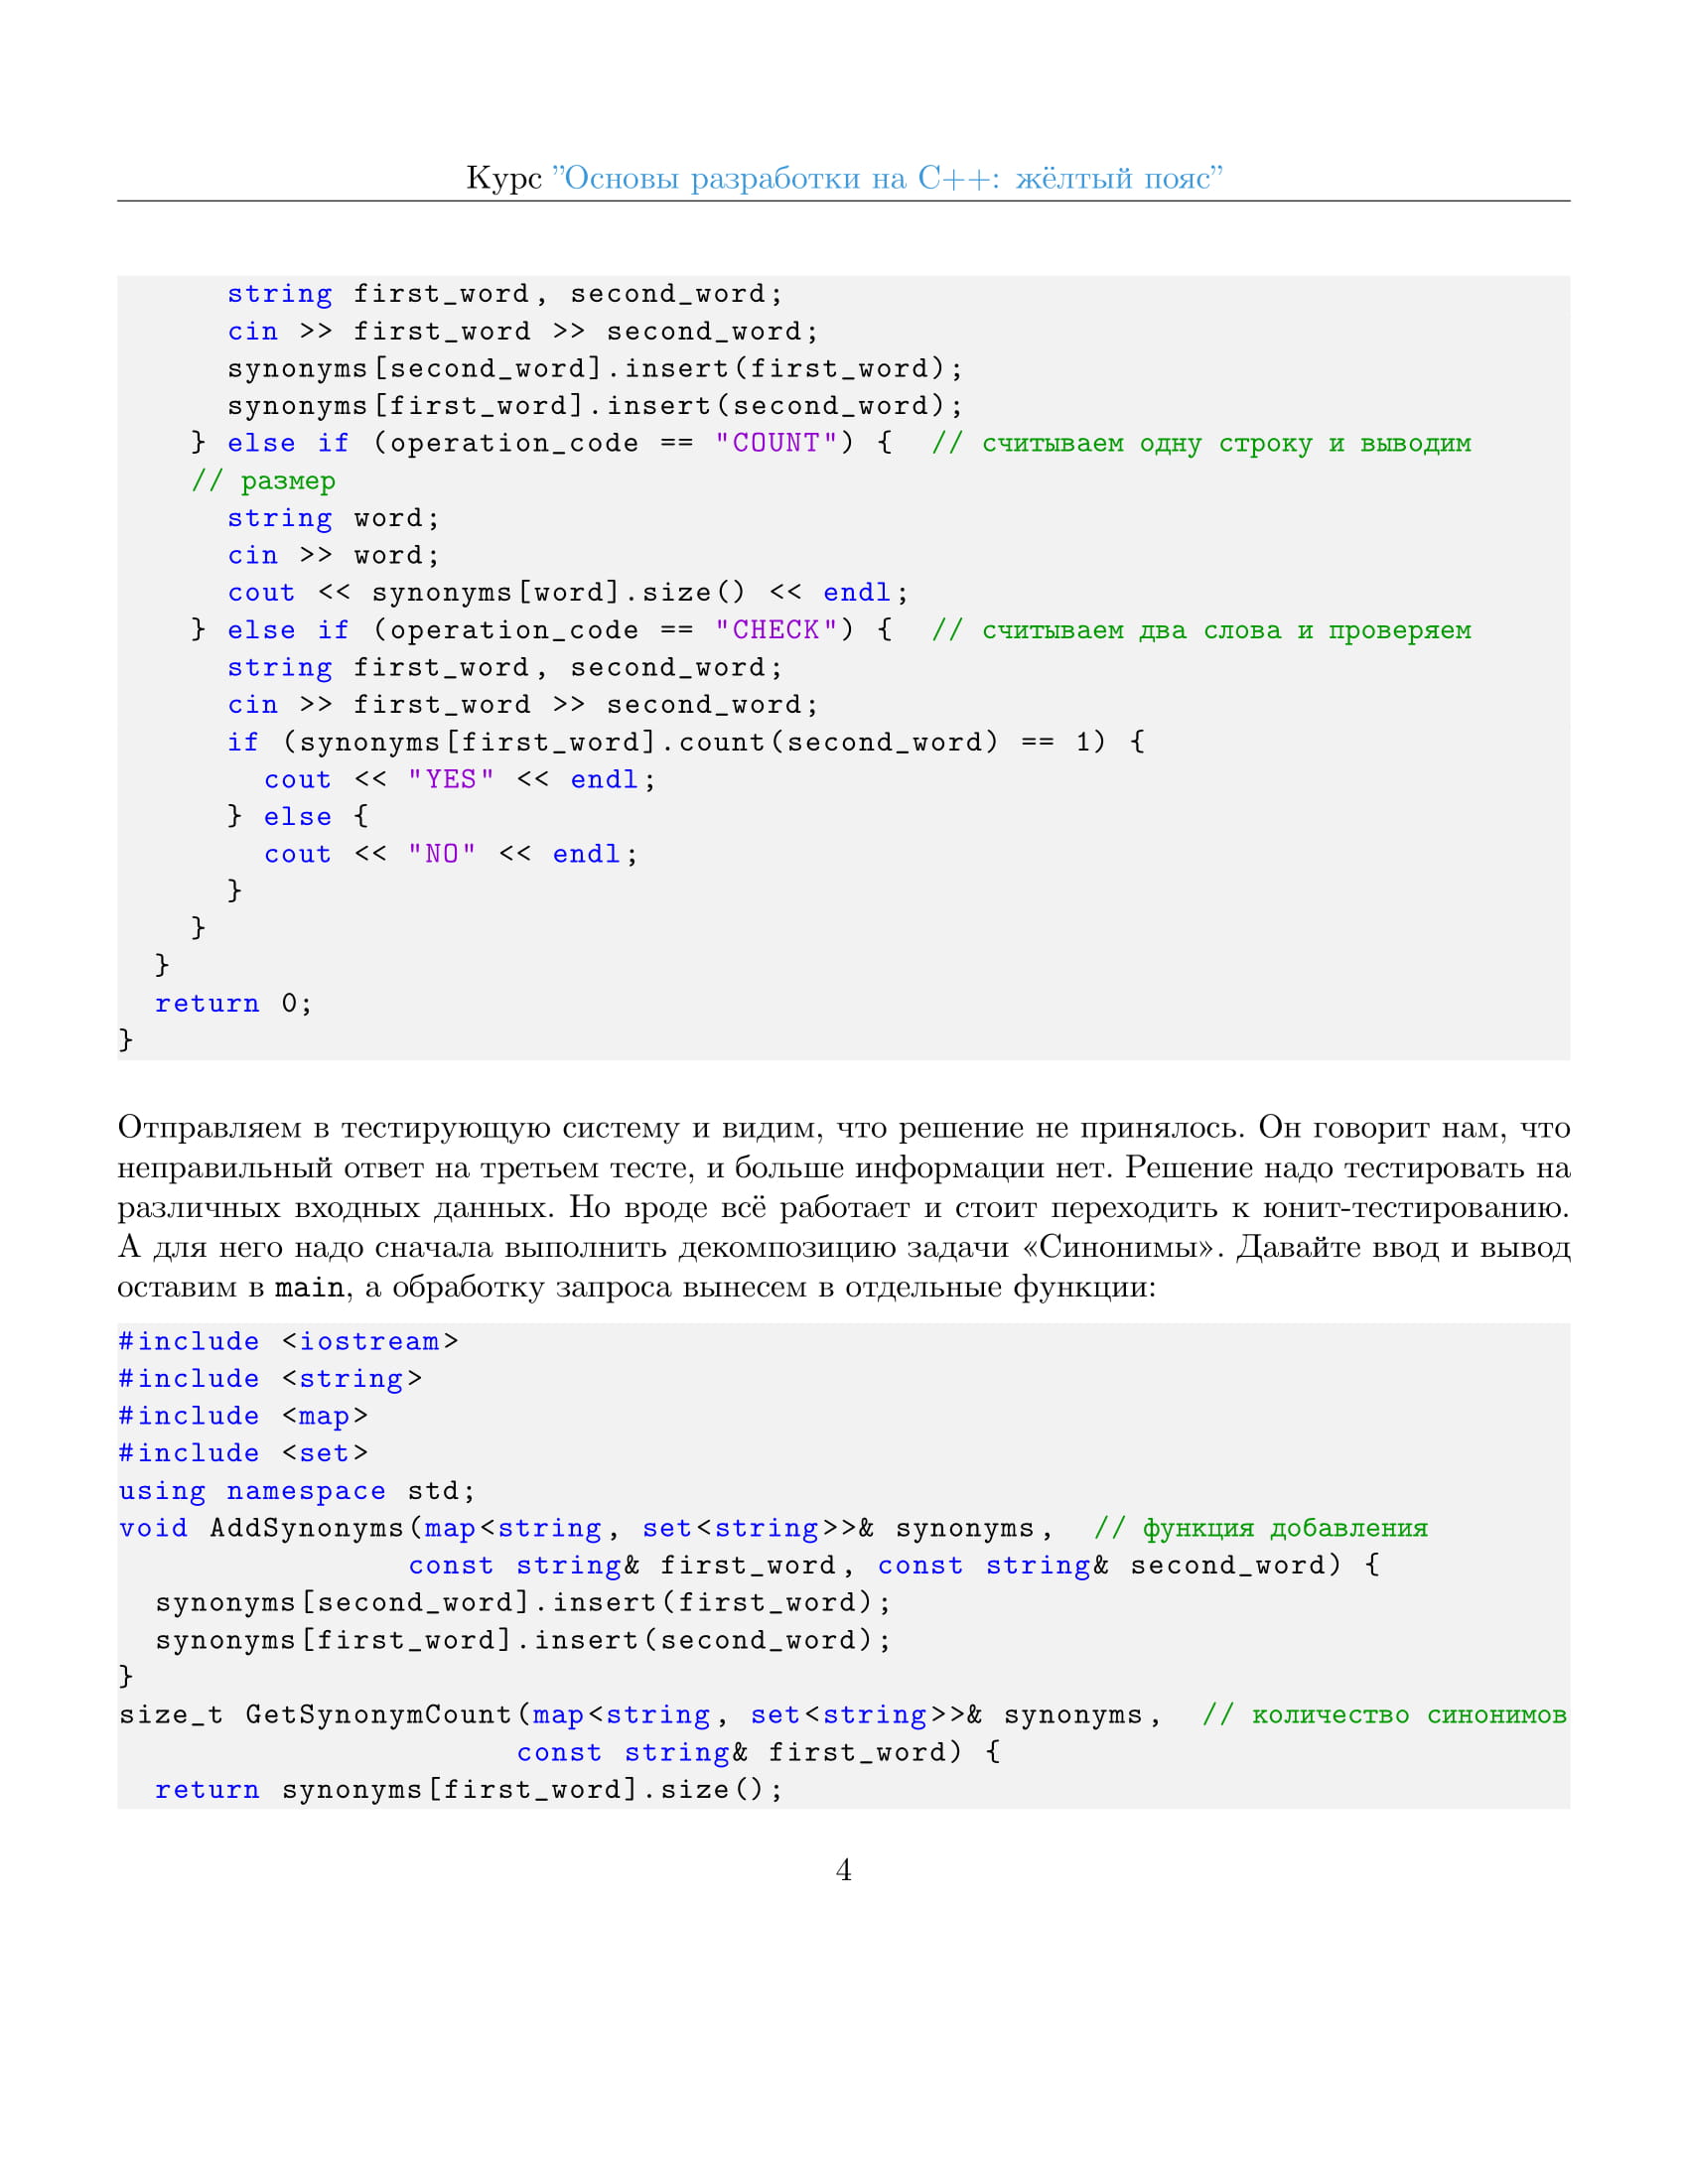 Курс ”Основы разработки на C++: жёлтый пояс”
      string first_word, second_word;
      cin >> first_word >> second_word;
      synonyms[second_word].insert(first_word);
      synonyms[first_word].insert(second_word);
    } else if (operation_code == "COUNT") {  // считываем одну строку и выводим
    // размер
      string word;
      cin >> word;
      cout << synonyms[word].size() << endl;
    } else if (operation_code == "CHECK") {  // считываем два слова и проверяем
      string first_word, second_word;
      cin >> first_word >> second_word;
      if (synonyms[first_word].count(second_word) == 1) {
        cout << "YES" << endl;
      } else {
        cout << "NO" << endl;
      }
    }
  }
  return 0;
}
Отправляем в тестирующую систему и видим, что решение не принялось. Он говорит нам, что
неправильный ответ на третьем тесте, и больше информации нет. Решение надо тестировать на
различных входных данных. Но вроде всё работает и стоит переходить к юнит-тестированию.
А для него надо сначала выполнить декомпозицию задачи «Синонимы». Давайте ввод и вывод
оставим в main, а обработку запроса вынесем в отдельные функции:
#include <iostream>
#include <string>
#include <map>
#include <set>
using namespace std;
void AddSynonyms(map<string, set<string>>& synonyms,  // функция добавления
                const string& first_word, const string& second_word) {
  synonyms[second_word].insert(first_word);
  synonyms[first_word].insert(second_word);
}
size_t GetSynonymCount(map<string, set<string>>& synonyms,  // количество синонимов
                      const string& first_word) {
  return synonyms[first_word].size();
4